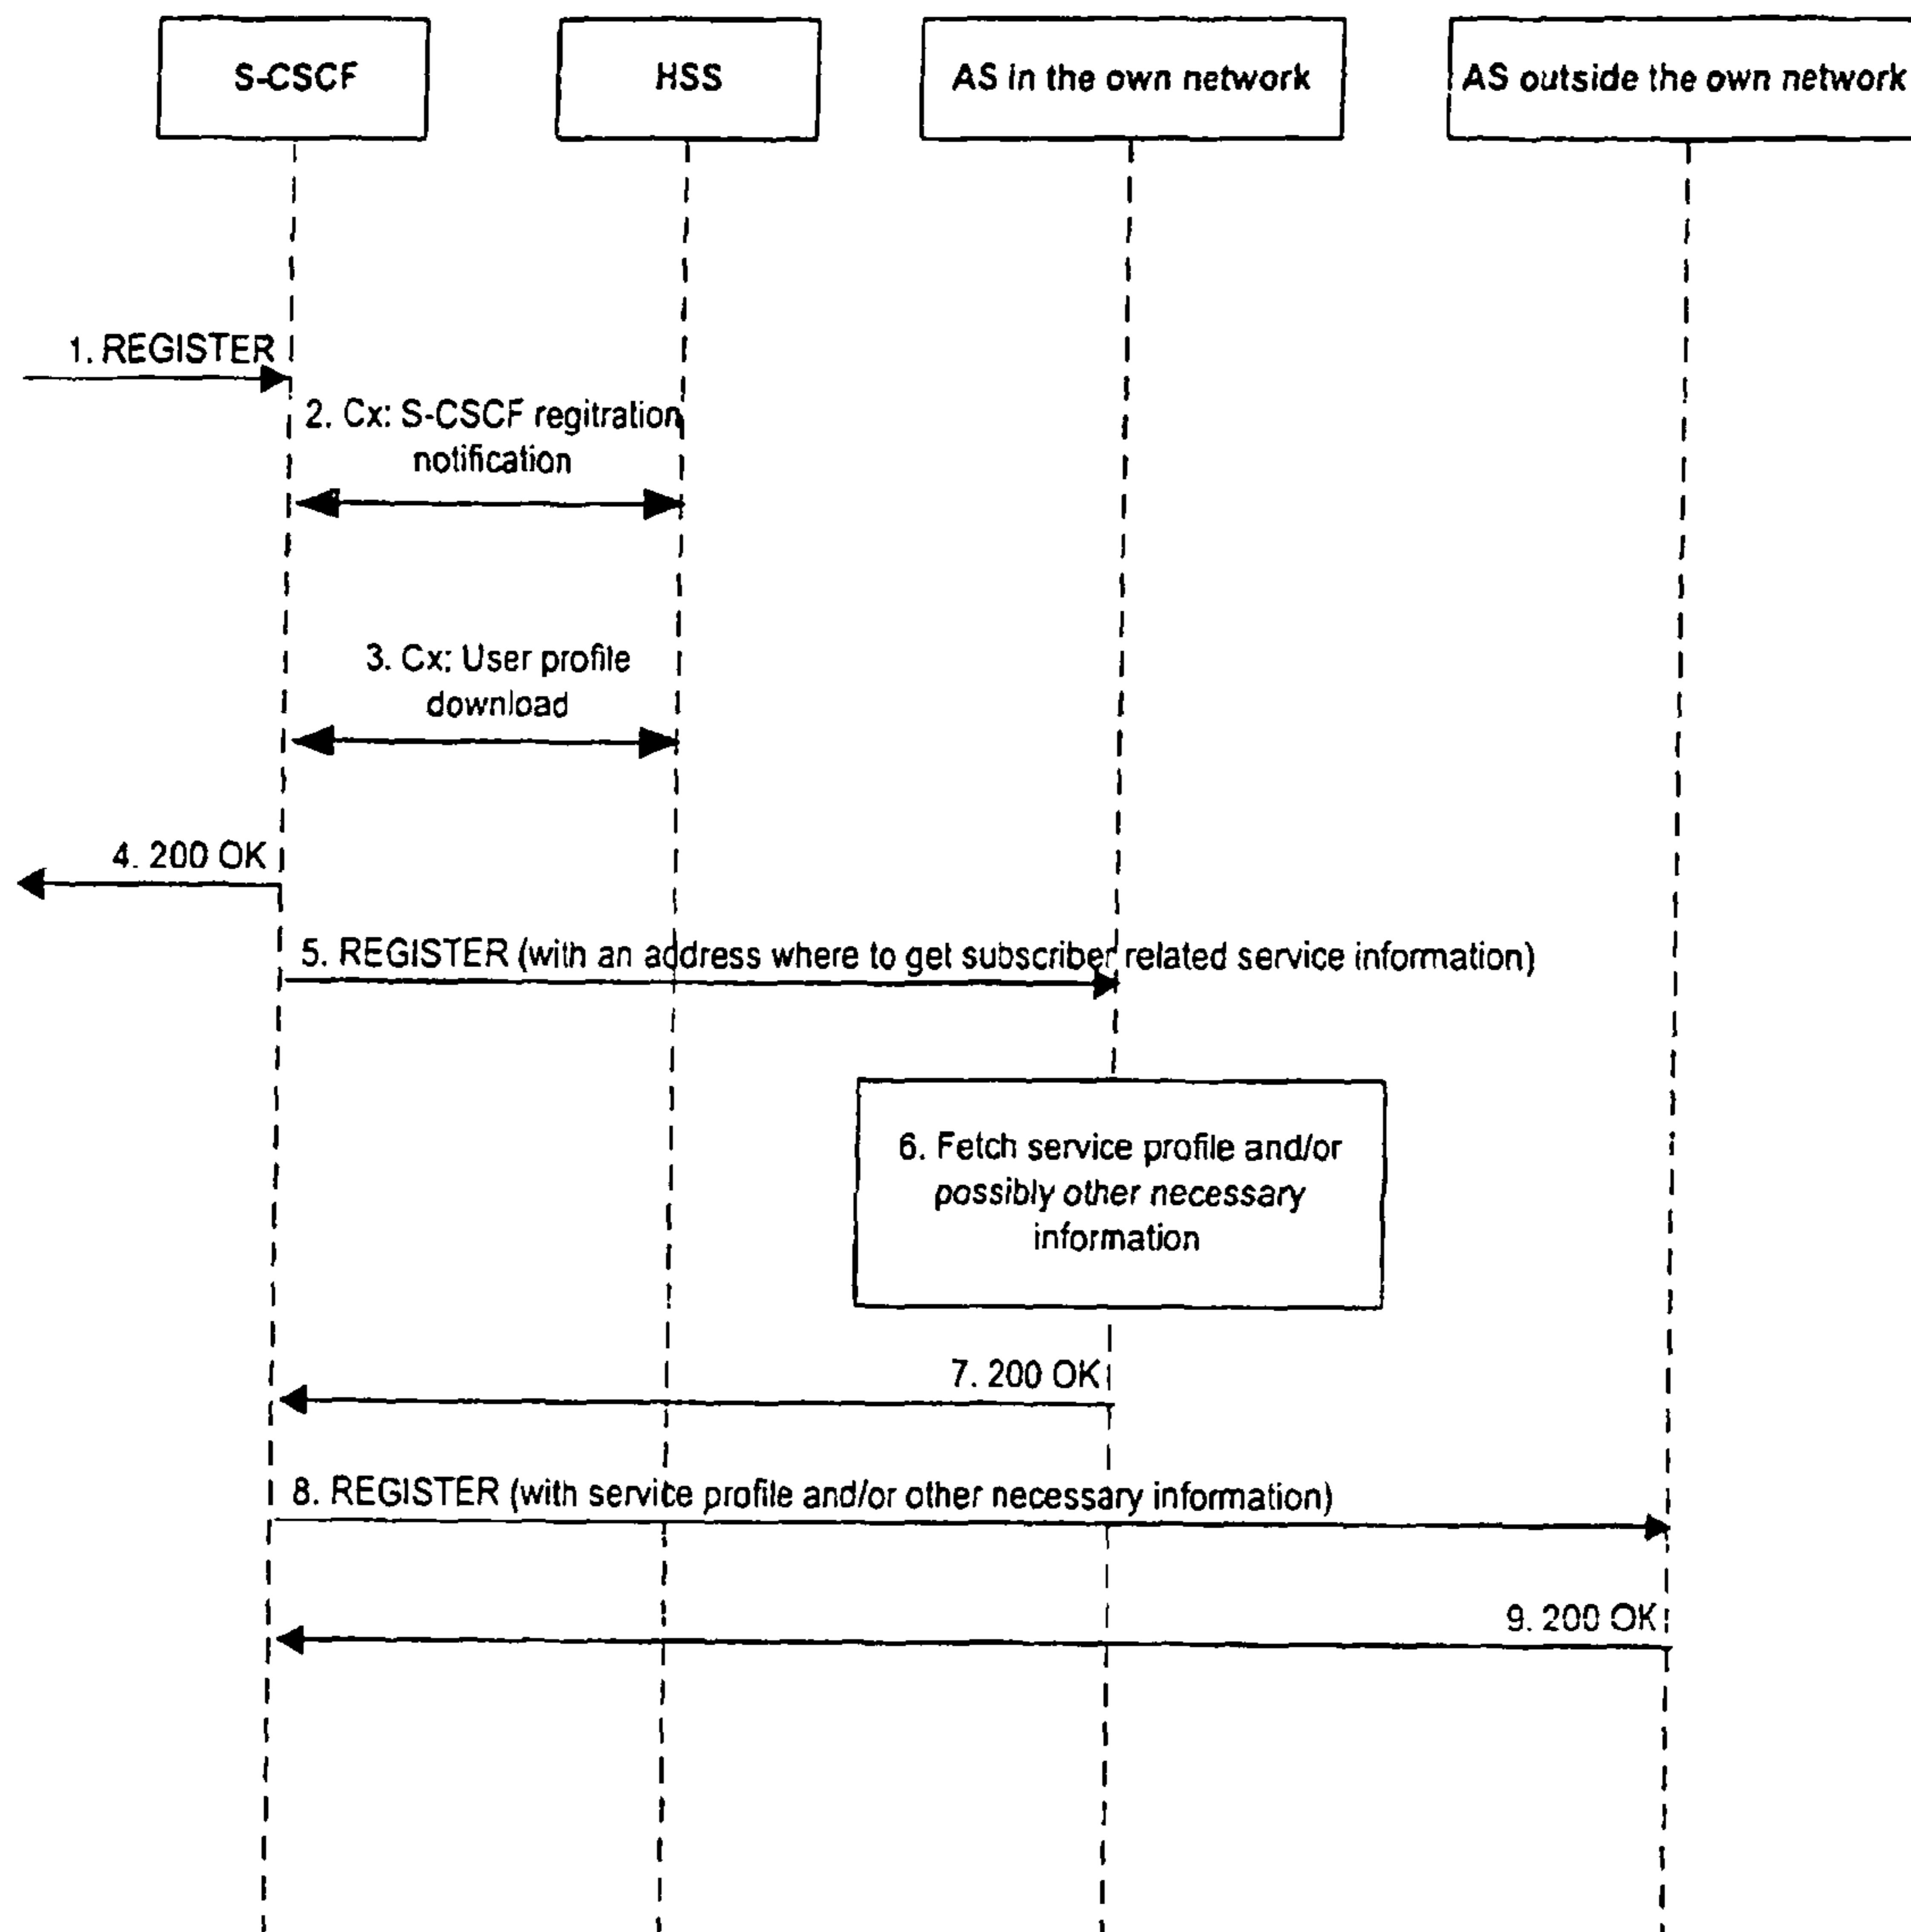 S-CSCF
HSS
AS in the own network
AS outside the own network
1. REGISTER
2. Cx: S-CSCF regitration
notification
3. Cx: User profile
download
4. 200 OK
5. REGISTER (with an address where to get subscriber related service information)
6. Fetch service profile and/or
possibly other necessary
information
7. 200 OK
8. REGISTER (with service profile and/or other necessary information)
9. 200 OK